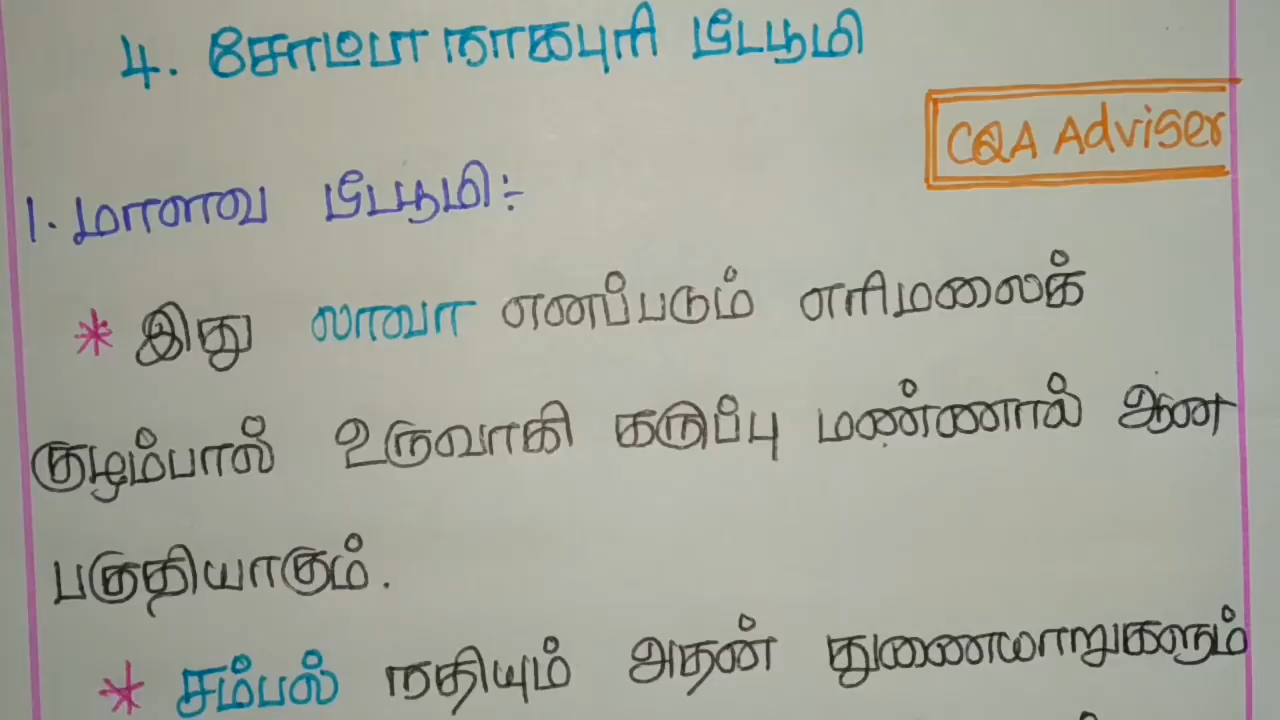 4. சோம்பா நாகபுரி பீடபூமி
CQA Adviser
1. மாளவ பீடபூமி:-
* இது லாவா எனப்படும் எரிமலைக்
குழம்பால் உருவாகி கருப்பு மண்ணால் ஆன
பகுதியாகும்.
* சம்பல் நதியும் அதன் துணையாறுகளும்